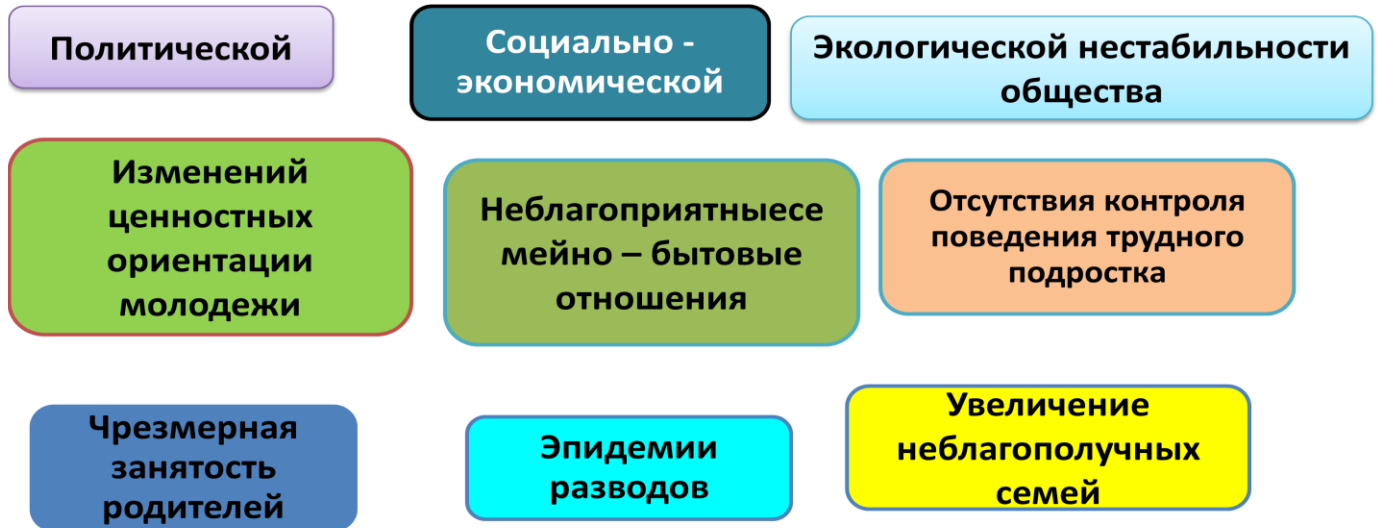 Политической
Социально -
экономической
Экологической нестабильности
общества
Изменений
ценностных
ориентации
молодежи
Неблагоприятныесе
мейно – бытовые
отношения
Отсутствия контроля
поведения трудного
подростка
Чрезмерная
занятость
родителей
Эпидемии
разводов
Увеличение
неблагополучных
семей